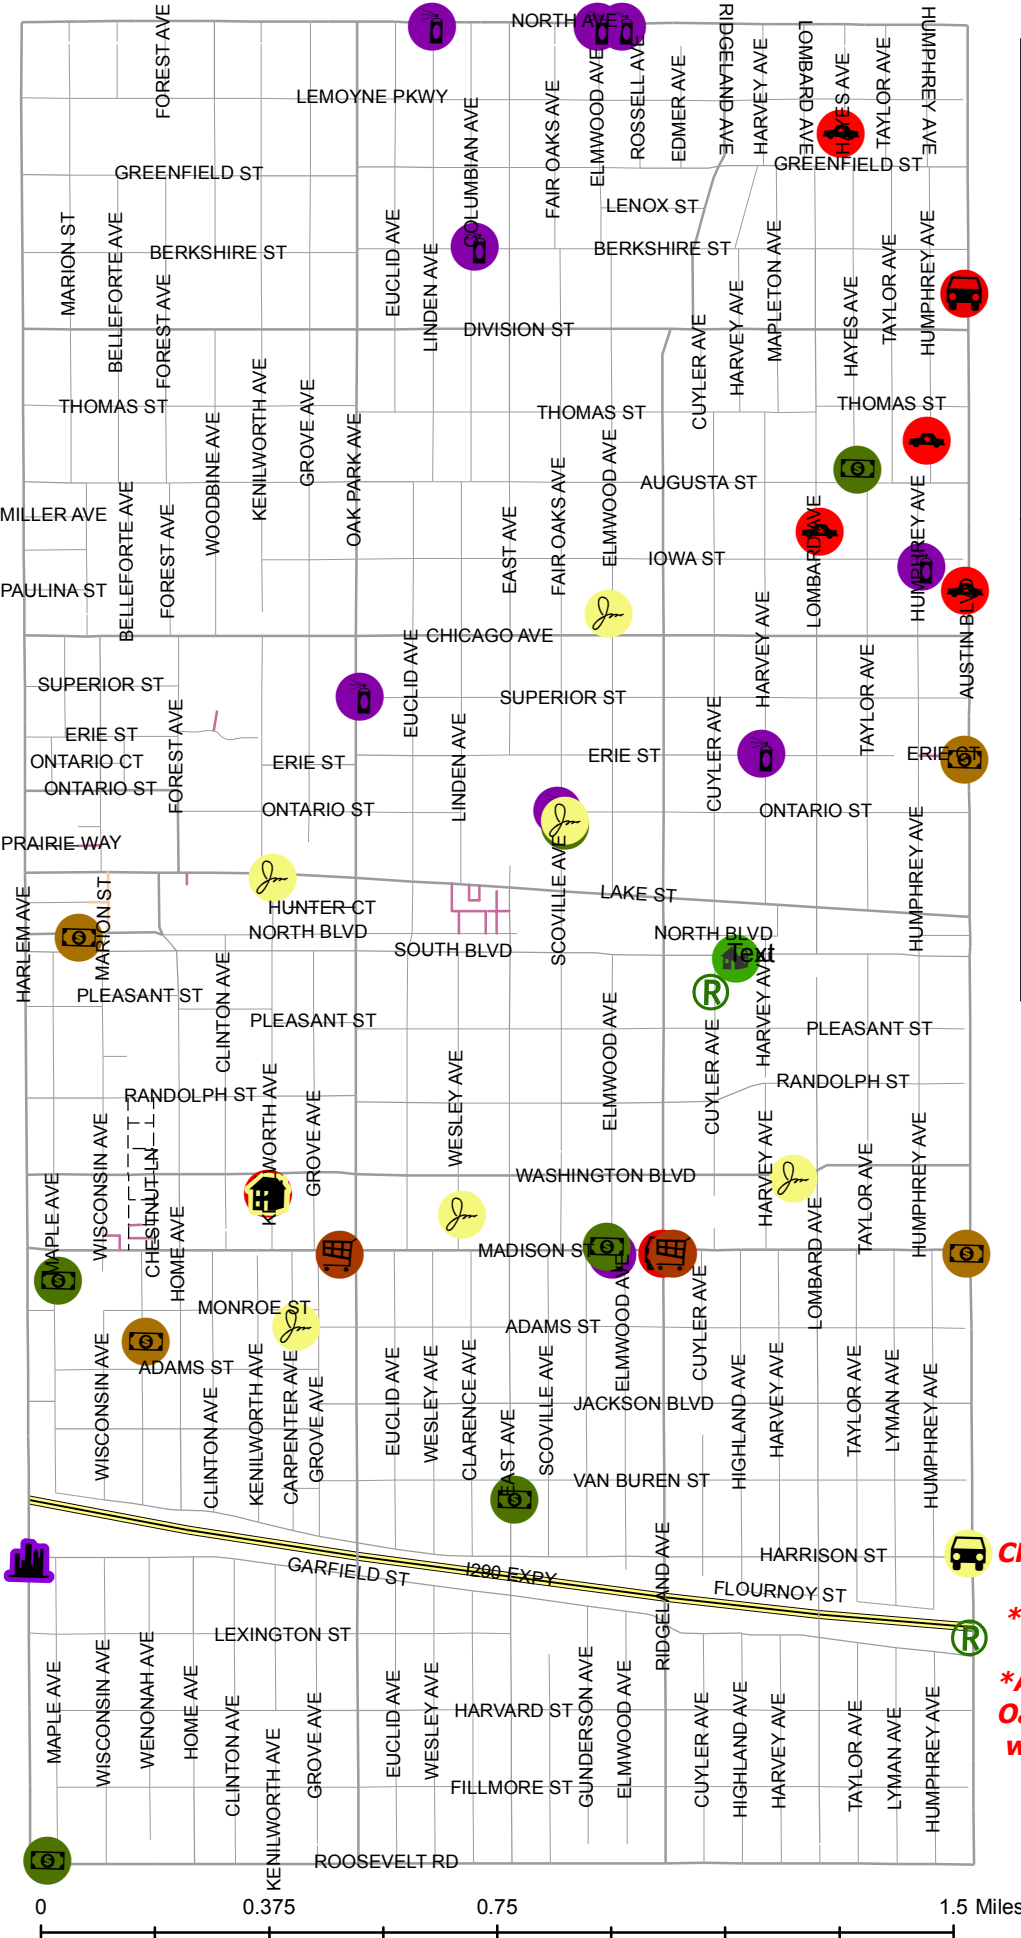 NORTH AVE
FOREST AVE
RIDGELAND AVE
HUMPHREY AVE
LOMBARD AVE
HARVEY AVE
TAYLOR AVE
HAYES AVE
ROSSELL AVE
ELMWOOD AVE
EDMER AVE
FAIR OAKS AVE
COLUMBIAN AVE
LEMOYNE PKWY
GREENFIELD ST
GREENFIELD ST
LENOX ST
BERKSHIRE ST
BERKSHIRE ST
MARION ST
BELLEFORTE AVE
FOREST AVE
EUCLID AVE
LINDEN AVE
MAPLETON AVE
HARVEY AVE
CUYLER AVE
HAYES AVE
TAYLOR AVE
HUMPHREY AVE
DIVISION ST
THOMAS ST
THOMAS ST
THOMAS ST
WOODBINE AVE
KENILWORTH AVE
GROVE AVE
OAK PARK AVE
ELMWOOD AVE
FAIR OAKS AVE
EAST AVE
AUGUSTA ST
MILLER AVE
BELLEFORTE AVE
FOREST AVE
LOMBARD AVE
HUMPHREY AVE
IOWA ST
PAULINA ST
AUSTIN BLVD
CHICAGO AVE
EUCLID AVE
HARVEY AVE
TAYLOR AVE
SUPERIOR ST
SUPERIOR ST
ERIE ST
FOREST AVE
LINDEN AVE
CUYLER AVE
ERIE ST
ERIE ST
ERIE CT
ONTARIO CT
ONTARIO ST
ONTARIO ST
ONTARIO ST
HUMPHREY AVE
PRAIRIE WAY
SCOVILLE AVE
LAKE ST
HARLEM AVE
MARION ST
HUNTER CT
NORTH BLVD
NORTH BLVD
SOUTH BLVD
Text
®
HARVEY AVE
PLEASANT ST
CLINTON AVE
PLEASANT ST
PLEASANT ST
ELMWOOD AVE
CUYLER AVE
RANDOLPH ST
RANDOLPH ST
WISCONSIN AVE
CHESTNUT LN
KENILWORTH AVE
GROVE AVE
WESLEY AVE
WASHINGTON BLVD
HARVEY AVE
TAYLOR AVE
HUMPHREY AVE
MAPLE AVE
HOME AVE
LOMBARD AVE
MADISON ST
ELMWOOD AVE
CUYLER AVE
MONROE ST
ADAMS ST
ADAMS ST
WISCONSIN AVE
CLINTON AVE
KENILWORTH AVE
CARPENTER AVE
GROVE AVE
EUCLID AVE
WESLEY AVE
CLARENCE AVE
EAST AVE
SCOVILLE AVE
JACKSON BLVD
HIGHLAND AVE
HARVEY AVE
TAYLOR AVE
LYMAN AVE
HUMPHREY AVE
VAN BUREN ST
HARRISON ST
GARFIELD ST
I290 EXPY
RIDGELAND AVE
FLOURNOY ST
®
LEXINGTON ST
MAPLE AVE
WISCONSIN AVE
WENONAH AVE
HOME AVE
CLINTON AVE
KENILWORTH AVE
GROVE AVE
EUCLID AVE
WESLEY AVE
HARVARD ST
GUNDERSON AVE
ELMWOOD AVE
CUYLER AVE
HIGHLAND AVE
HARVEY AVE
TAYLOR AVE
LYMAN AVE
HUMPHREY AVE
FILLMORE ST
ROOSEVELT RD
0 0.375 0.75 1.5 Miles